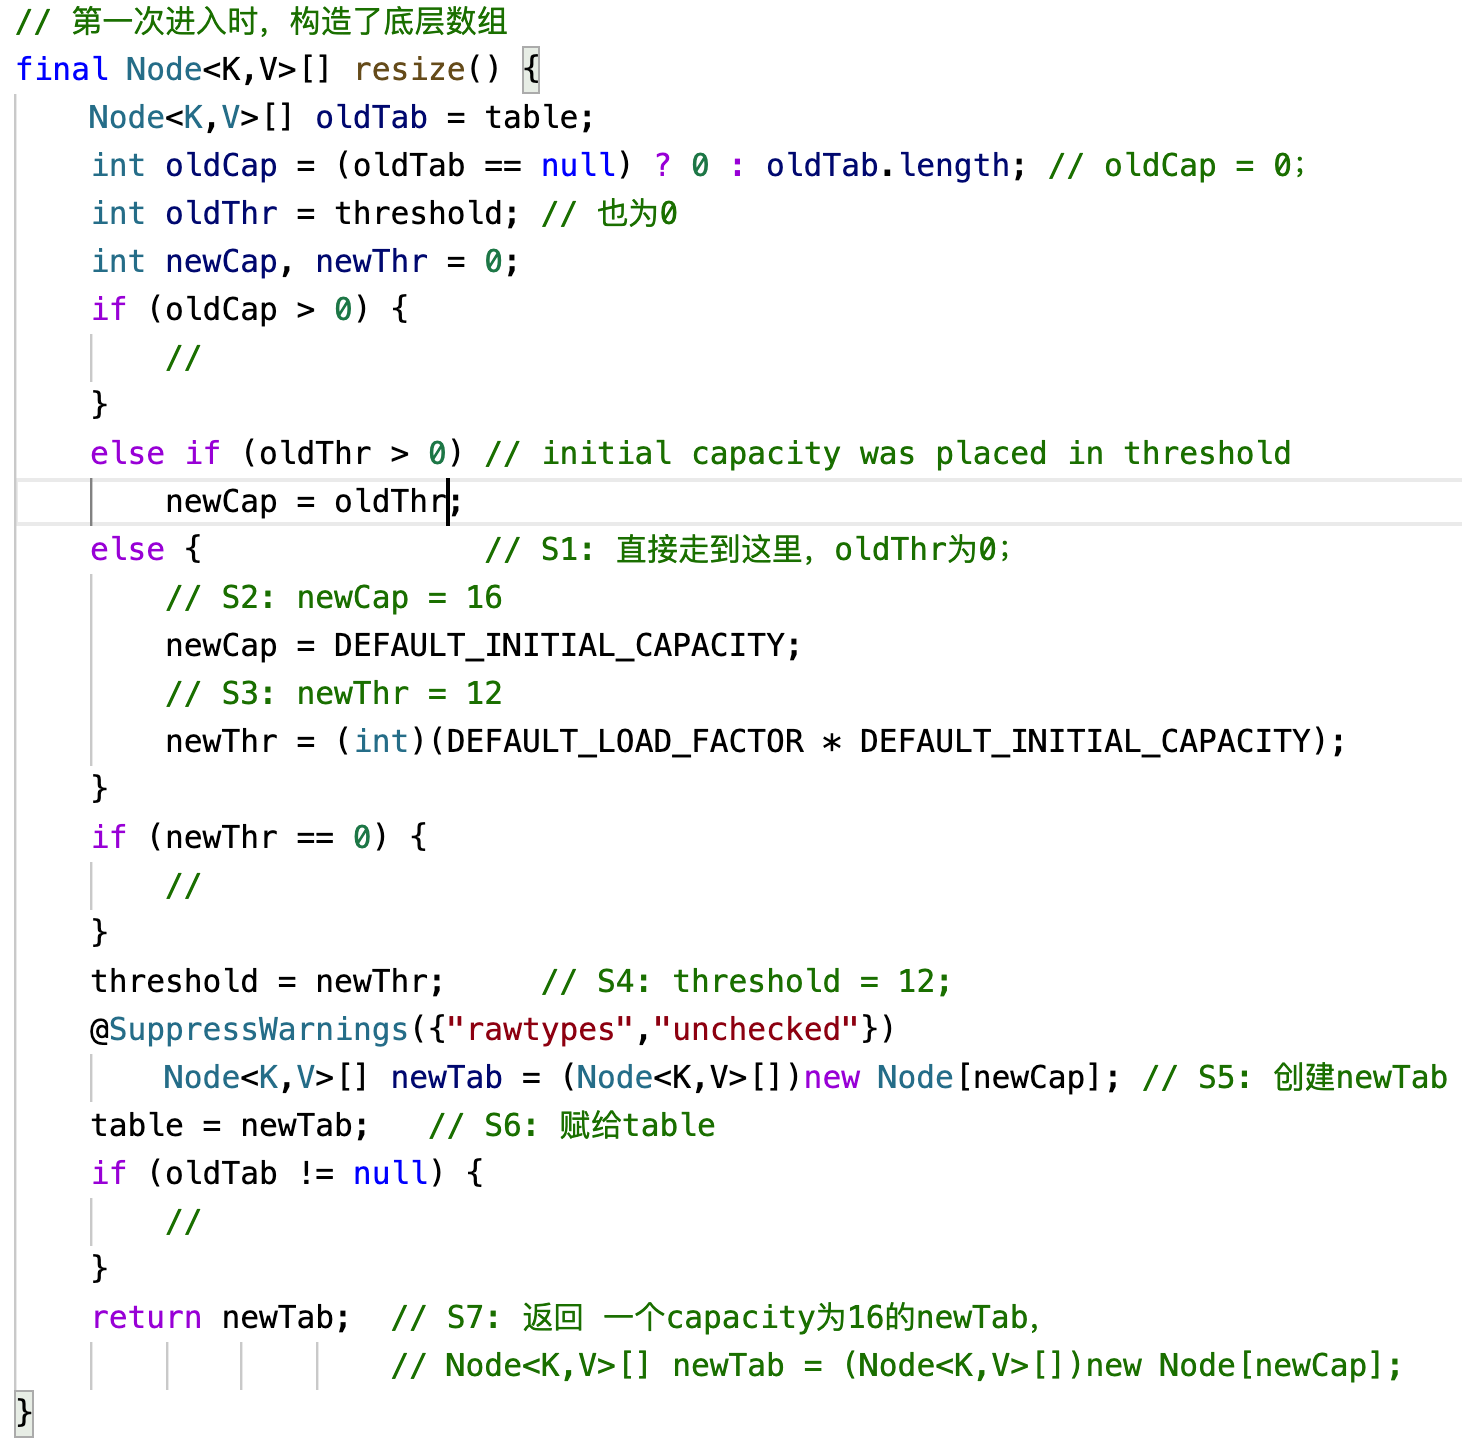 // 第一次进入时，构造了底层数组
final Node<K,V>[] resize() {
    Node<K,V>[] oldTab = table;
    int oldCap = (oldTab == null) ? 0 : oldTab.length; // oldCap = 0；
    int oldThr = threshold; // 也为0
    int newCap, newThr = 0;
    if (oldCap > 0) {
        //
    }
    else if (oldThr > 0) // initial capacity was placed in threshold
        newCap = oldThr;
    else {               // S1: 直接走到这里，oldThr为0；
        // S2: newCap = 16
        newCap = DEFAULT_INITIAL_CAPACITY;
        // S3: newThr = 12
        newThr = (int)(DEFAULT_LOAD_FACTOR * DEFAULT_INITIAL_CAPACITY);
    }
    if (newThr == 0) {
        //
    }
    threshold = newThr;     // S4: threshold = 12;
    @SuppressWarnings({"rawtypes","unchecked"})
        Node<K,V>[] newTab = (Node<K,V>[])new Node[newCap]; // S5: 创建newTab
    table = newTab;   // S6: 赋给table
    if (oldTab != null) {
        //
    }
    return newTab;  // S7: 返回 一个capacity为16的newTab，
                    // Node<K,V>[] newTab = (Node<K,V>[])new Node[newCap];
}